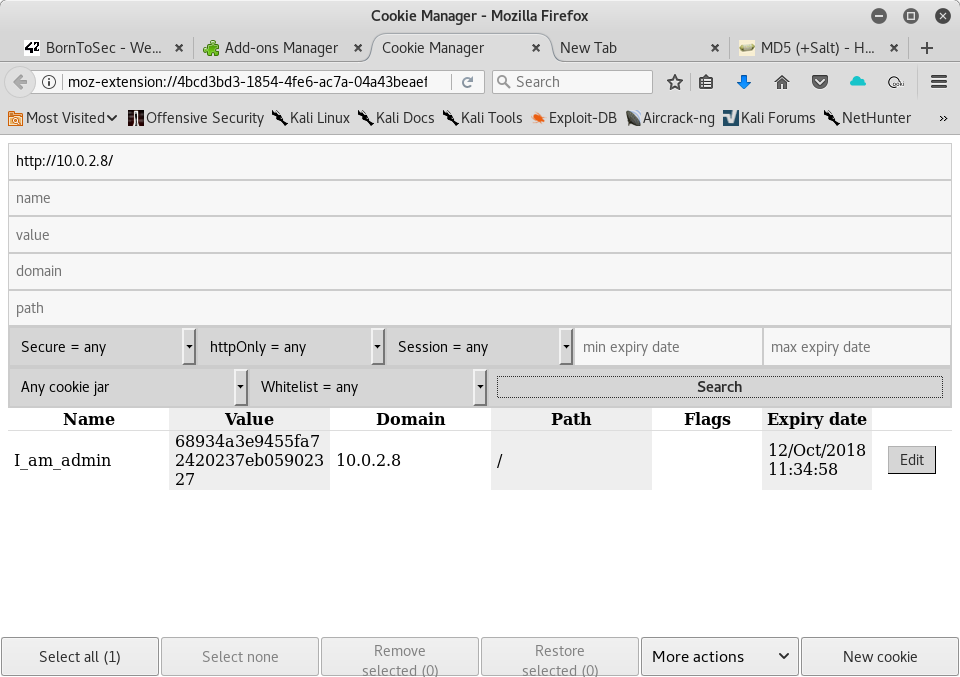 Cookie Manager - Mozilla Firefox
42 BornToSec - We... × Add-ons Manager × Cookie Manager × New Tab × MD5 (+Salt) - H... × +
moz-extension://4bcd3bd3-1854-4fe6-ac7a-04a43beaef Search
Most Visited Offensive Security Kali Linux Kali Docs Kali Tools Exploit-DB Aircrack-ng Kali Forums NetHunter »
http://10.0.2.8/
name
value
domain
path
Secure = any httpOnly = any Session = any min expiry date max expiry date
Any cookie jar Whitelist = any Search
Name Value Domain Path Flags Expiry date
I_am_admin 68934a3e9455fa7 10.0.2.8 / 12/Oct/2018 Edit
2420237eb059023 11:34:58
27
Select all (1) Select none Remove selected (0) Restore selected (0) More actions New cookie